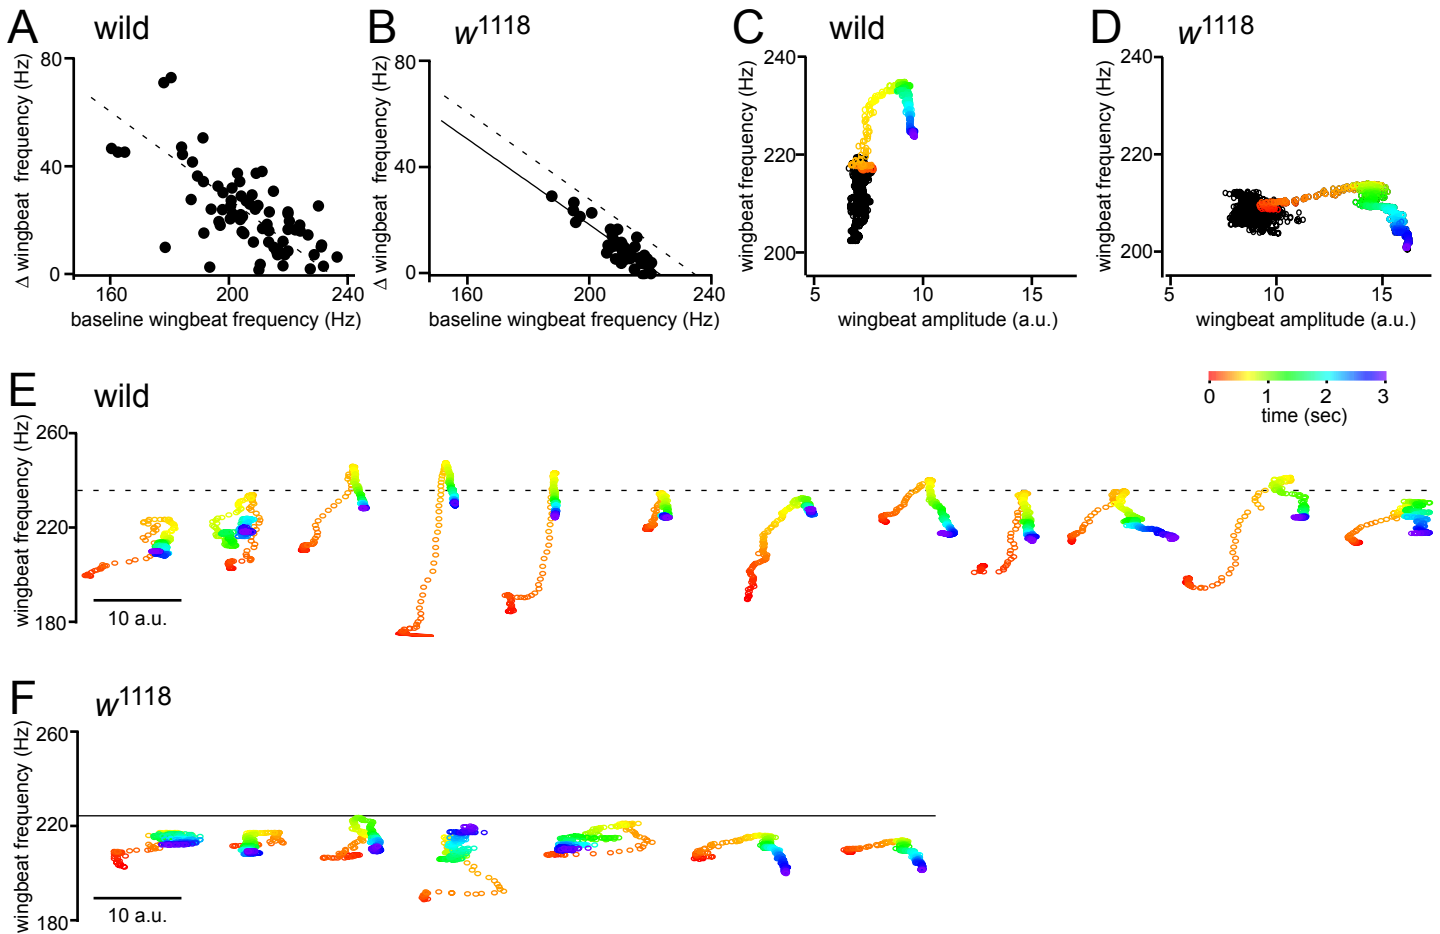 A wild
B w1118
C wild
D w1118
Δ wingbeat frequency (Hz)
80
40
0
160 200 240
baseline wingbeat frequency (Hz)
Δ wingbeat frequency (Hz)
80
40
0
160 200 240
baseline wingbeat frequency (Hz)
wingbeat frequency (Hz)
240
220
200
5 10 15
wingbeat amplitude (a.u.)
wingbeat frequency (Hz)
240
220
200
5 10 15
wingbeat amplitude (a.u.)
0 1 2 3
time (sec)
E wild
wingbeat frequency (Hz)
260
220
180
10 a.u.
F w1118
wingbeat frequency (Hz)
260
220
180
10 a.u.